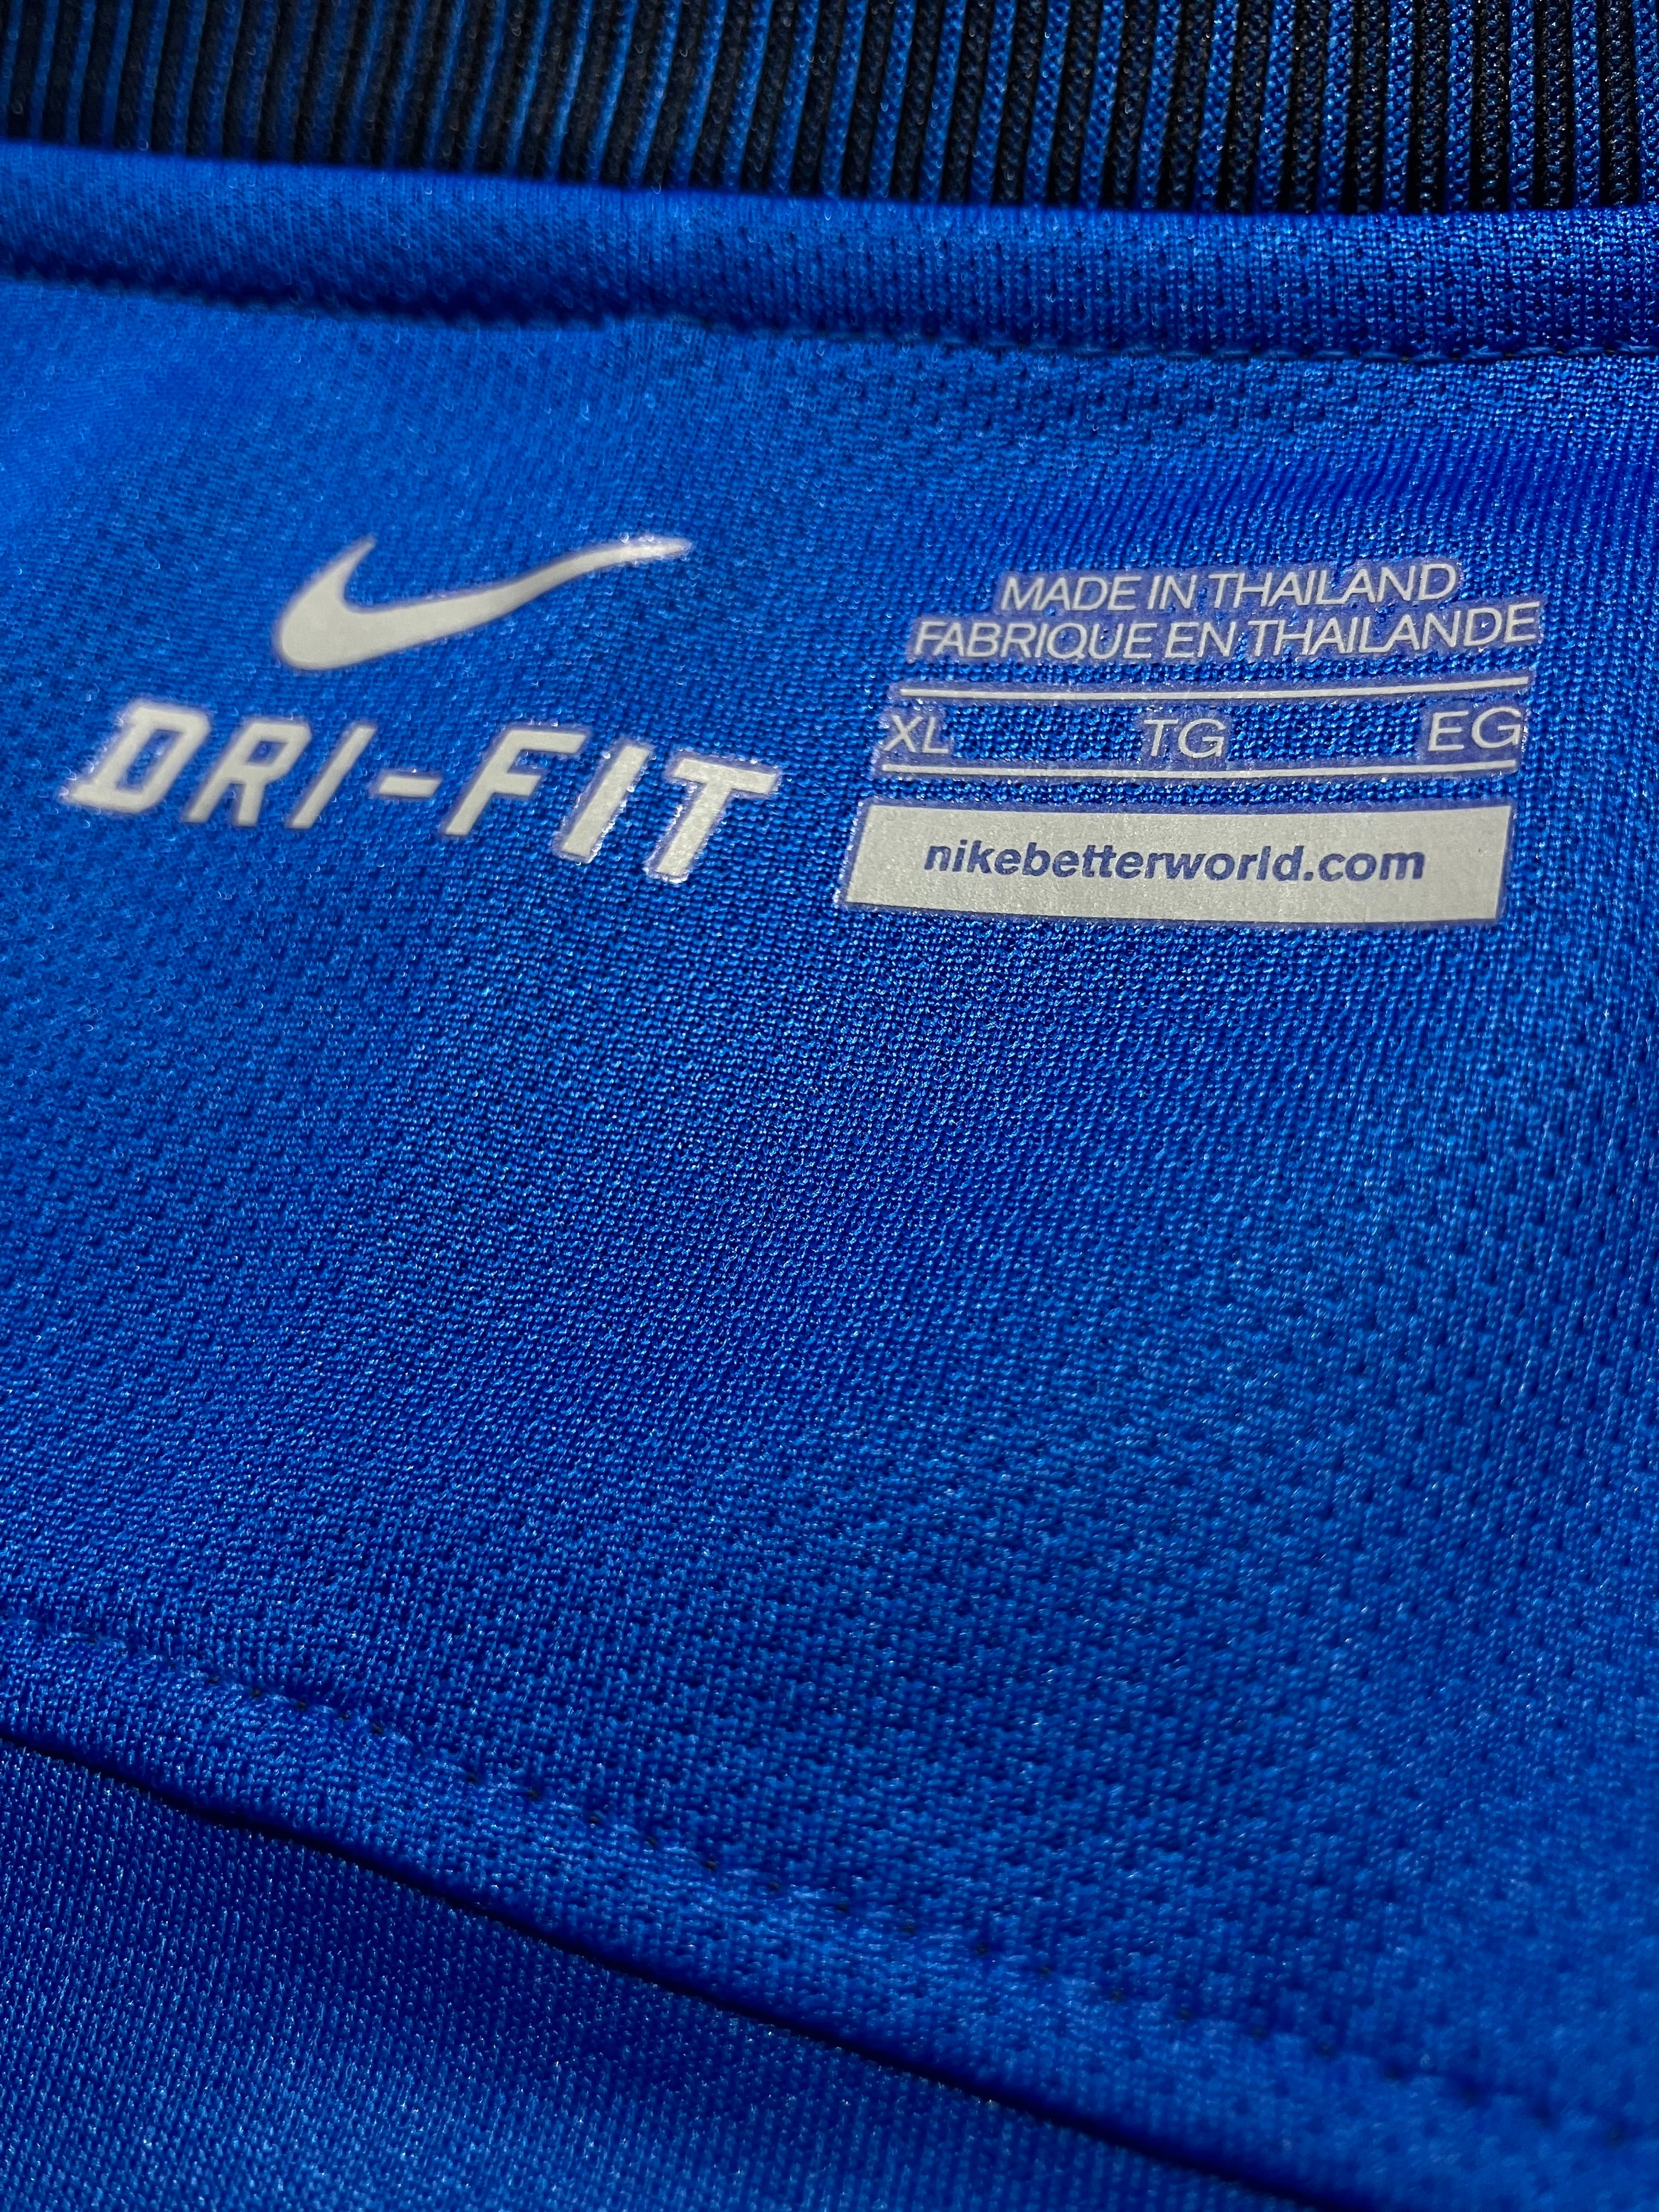 DRI-FIT
MADE IN THAILAND
FABRIQUE EN THAILANDE
XL TG EG
nikebetterworld.com